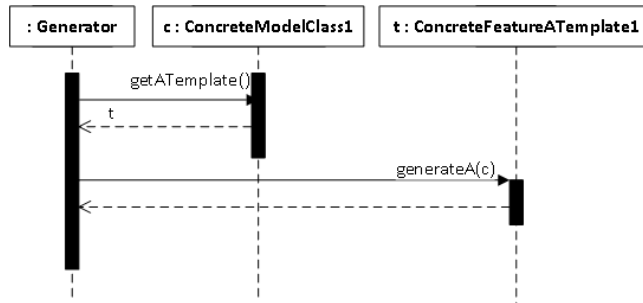 : Generator
c : ConcreteModelClass1
t : ConcreteFeatureATemplate1
getATemplate()
t
generateA(c)